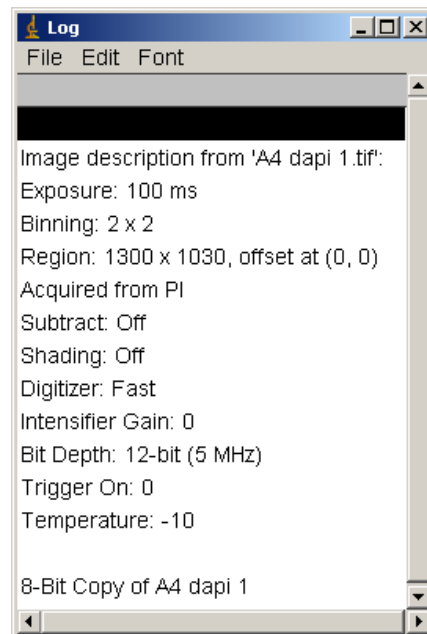 Log
File Edit Font
Image description from 'A4 dapi 1.tif':
Exposure: 100 ms
Binning: 2 x 2
Region: 1300 x 1030, offset at (0, 0)
Acquired from PI
Subtract: Off
Shading: Off
Digitizer: Fast
Intensifier Gain: 0
Bit Depth: 12-bit (5 MHz)
Trigger On: 0
Temperature: -10
8-Bit Copy of A4 dapi 1